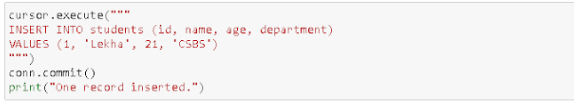 cursor.execute("""
INSERT INTO students (id, name, age, department)
VALUES (1, 'Lekha', 21, 'CSBS')
""")
conn.commit()
print("One record inserted.")